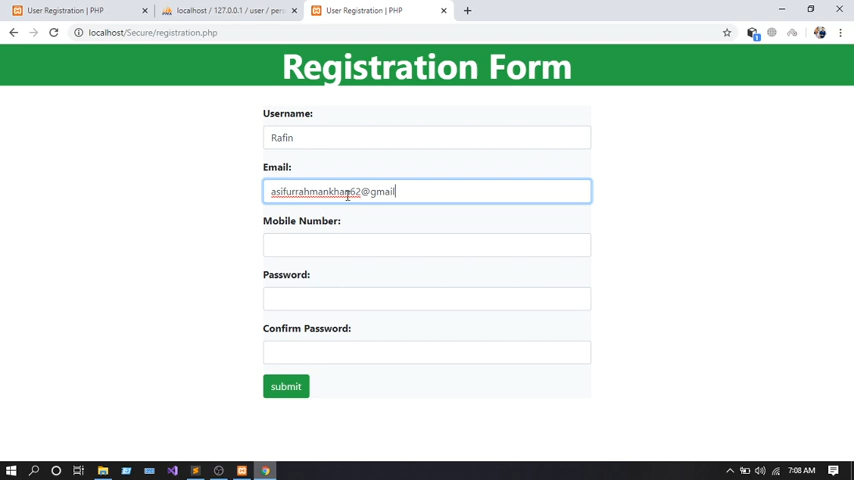 User Registration | PHP
localhost / 127.0.0.1 / user / pers
User Registration | PHP
localhost/Secure/registration.php
Registration Form
Username:
Rafin
Email:
asifurrahmankhan62@gmail
Mobile Number:
Password:
Confirm Password:
submit
7:08 AM